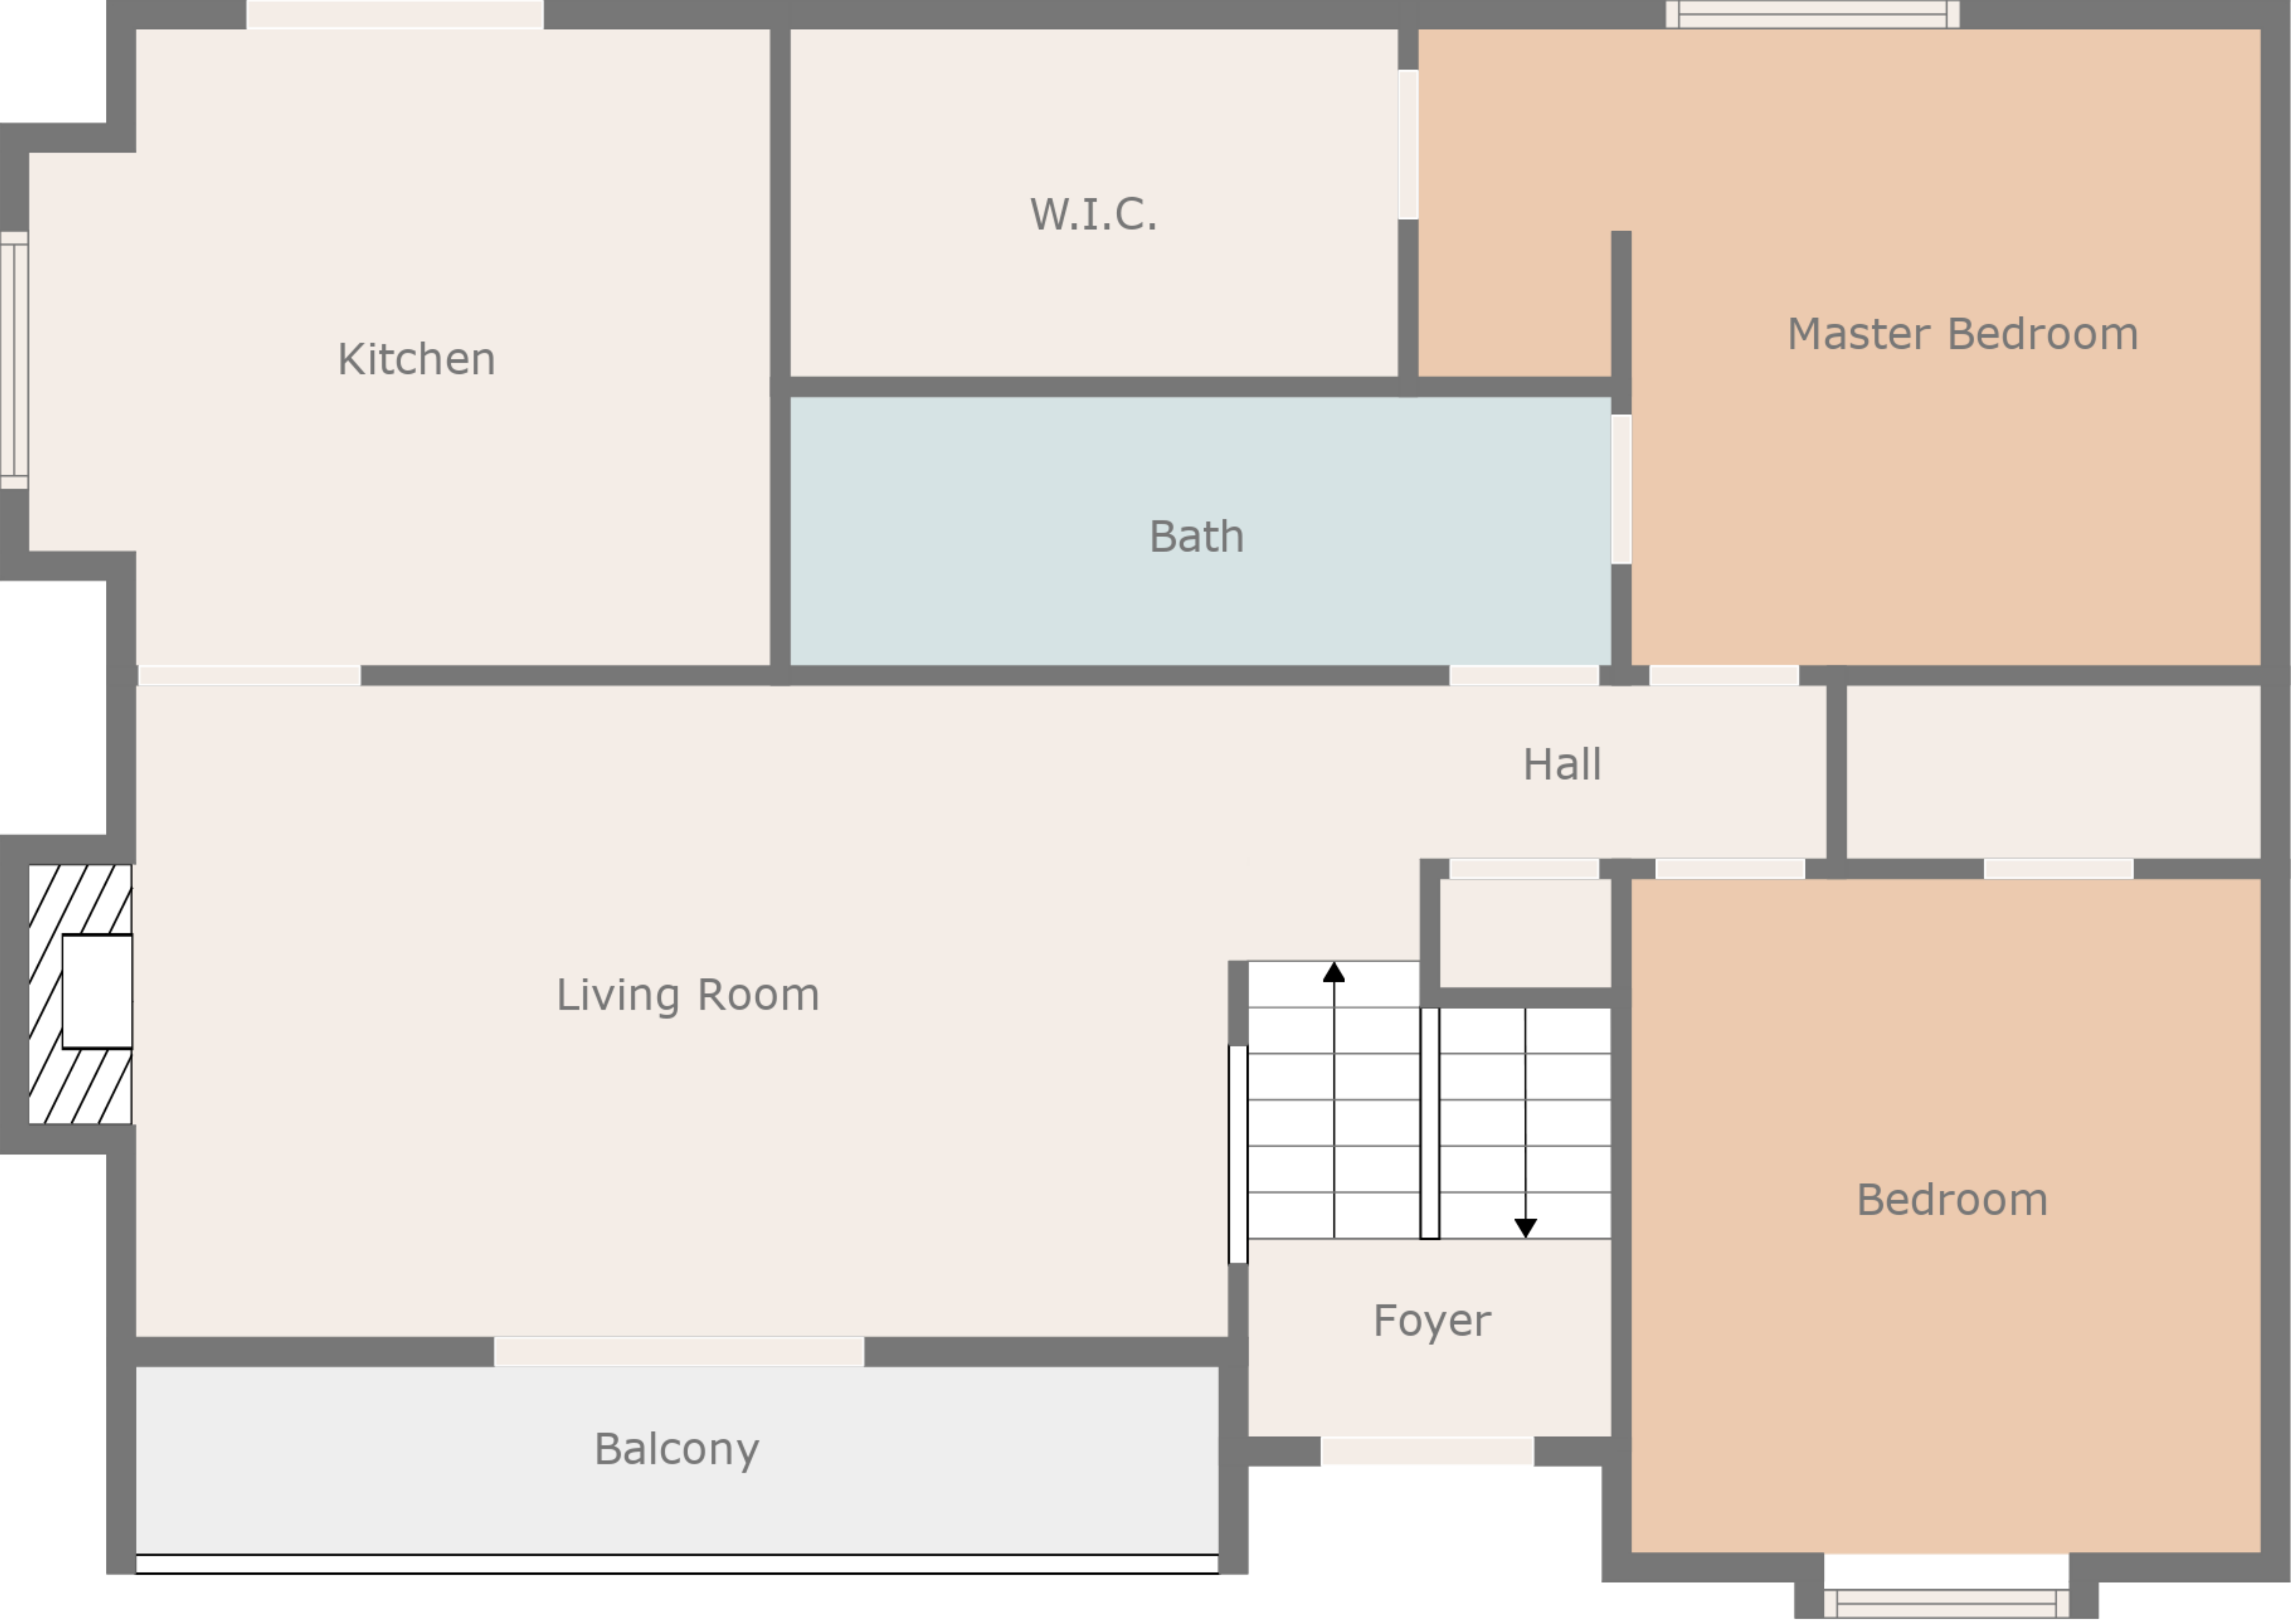 W.I.C.
Master Bedroom
Kitchen
Bath
Hall
Living Room
Bedroom
Foyer
Balcony